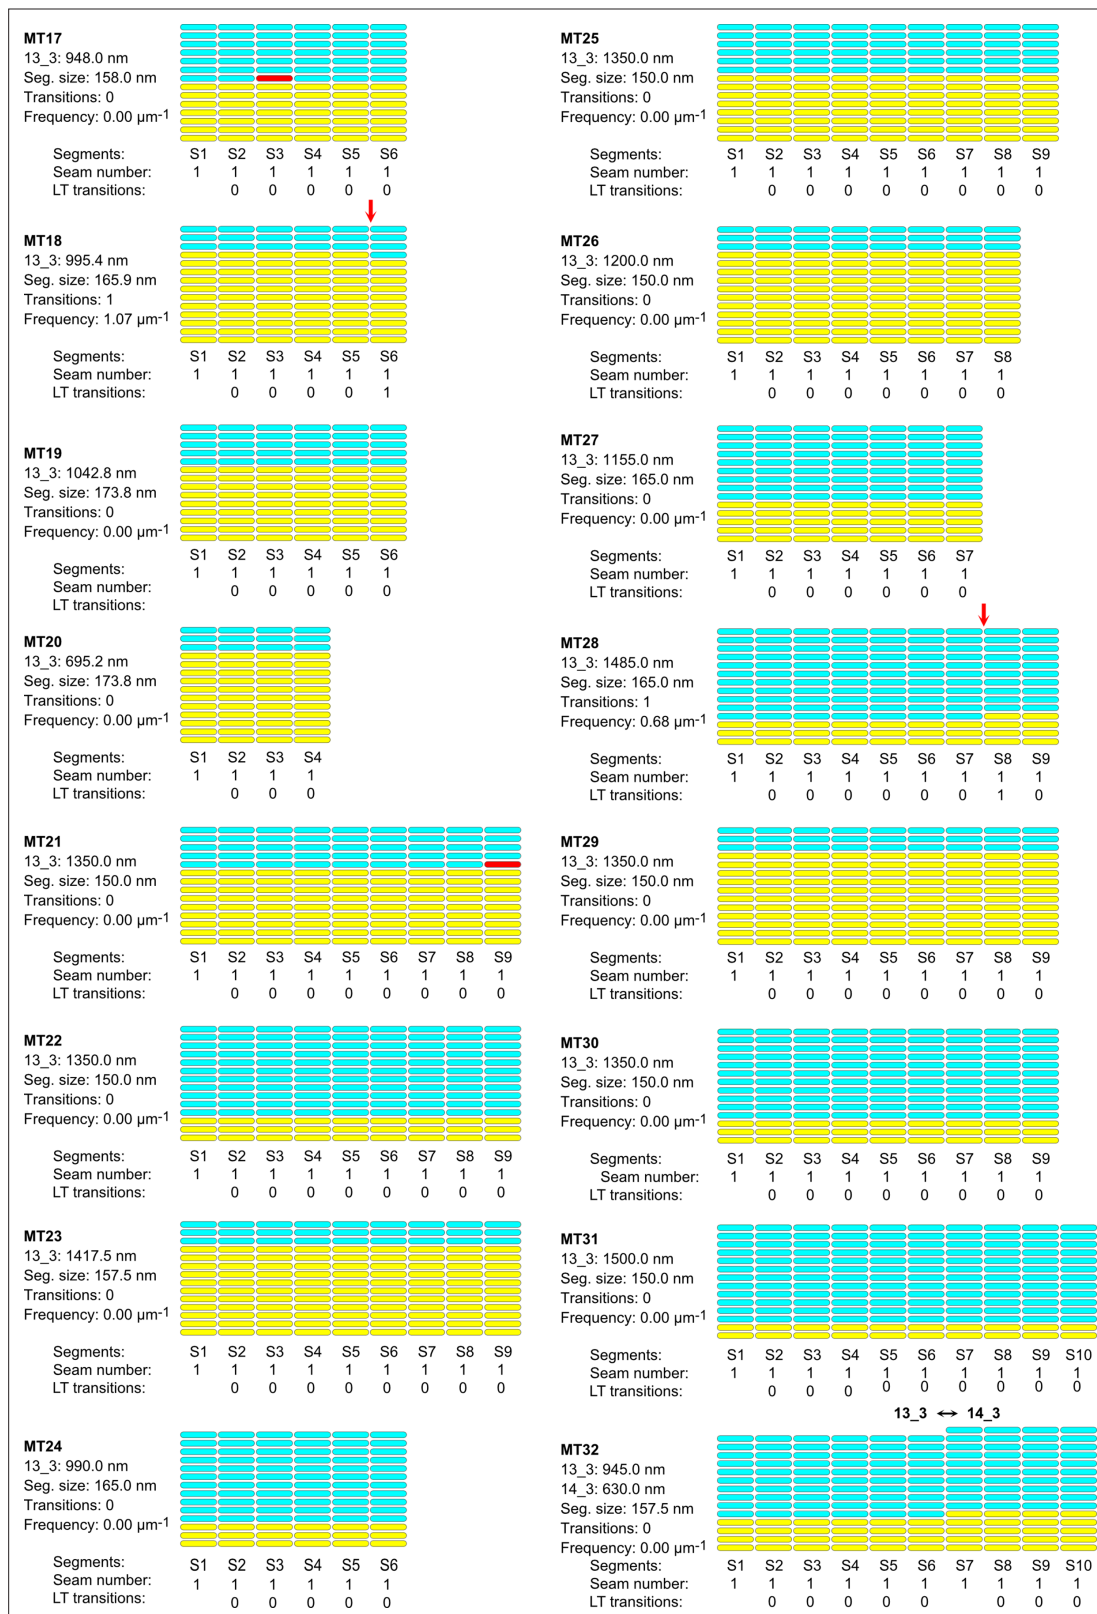 MT17
13_3: 948.0 nm
Seg. size: 158.0 nm
Transitions: 0
Frequency: 0.00 µm-1
Segments: S1 S2 S3 S4 S5 S6
Seam number: 1 1 1 1 1 1
LT transitions: 0 0 0 0 0
MT18
13_3: 995.4 nm
Seg. size: 165.9 nm
Transitions: 1
Frequency: 1.07 µm-1
Segments: S1 S2 S3 S4 S5 S6
Seam number: 1 1 1 1 1 1
LT transitions: 0 0 0 0 1
MT19
13_3: 1042.8 nm
Seg. size: 173.8 nm
Transitions: 0
Frequency: 0.00 µm-1
S1 S2 S3 S4 S5 S6
Segments: 1 1 1 1 1 1
Seam number: 0 0 0 0 0
LT transitions:
MT20
13_3: 695.2 nm
Seg. size: 173.8 nm
Transitions: 0
Frequency: 0.00 µm-1
Segments: S1 S2 S3 S4
Seam number: 1 1 1 1
LT transitions: 0 0 0
MT21
13_3: 1350.0 nm
Seg. size: 150.0 nm
Transitions: 0
Frequency: 0.00 µm-1
Segments: S1 S2 S3 S4 S5 S6 S7 S8 S9
Seam number: 1 1 1 1 1 1 1 1 1
LT transitions: 0 0 0 0 0 0 0 0
MT22
13_3: 1350.0 nm
Seg. size: 150.0 nm
Transitions: 0
Frequency: 0.00 µm-1
Segments: S1 S2 S3 S4 S5 S6 S7 S8 S9
Seam number: 1 1 1 1 1 1 1 1 1
LT transitions: 0 0 0 0 0 0 0 0
MT23
13_3: 1417.5 nm
Seg. size: 157.5 nm
Transitions: 0
Frequency: 0.00 µm-1
Segments: S1 S2 S3 S4 S5 S6 S7 S8 S9
Seam number: 1 1 1 1 1 1 1 1 1
LT transitions: 0 0 0 0 0 0 0 0
MT24
13_3: 990.0 nm
Seg. size: 165.0 nm
Transitions: 0
Frequency: 0.00 µm-1
Segments: S1 S2 S3 S4 S5 S6
Seam number: 1 1 1 1 1 1
LT transitions: 0 0 0 0 0
MT25
13_3: 1350.0 nm
Seg. size: 150.0 nm
Transitions: 0
Frequency: 0.00 µm-1
Segments: S1 S2 S3 S4 S5 S6 S7 S8 S9
Seam number: 1 1 1 1 1 1 1 1 1
LT transitions: 0 0 0 0 0 0 0 0
MT26
13_3: 1200.0 nm
Seg. size: 150.0 nm
Transitions: 0
Frequency: 0.00 µm-1
Segments: S1 S2 S3 S4 S5 S6 S7 S8
Seam number: 1 1 1 1 1 1 1 1
LT transitions: 0 0 0 0 0 0 0
MT27
13_3: 1155.0 nm
Seg. size: 165.0 nm
Transitions: 0
Frequency: 0.00 µm-1
Segments: S1 S2 S3 S4 S5 S6 S7
Seam number: 1 1 1 1 1 1 1
LT transitions: 0 0 0 0 0 0
MT28
13_3: 1485.0 nm
Seg. size: 165.0 nm
Transitions: 1
Frequency: 0.68 µm-1
Segments: S1 S2 S3 S4 S5 S6 S7 S8 S9
Seam number: 1 1 1 1 1 1 1 1 1
LT transitions: 0 0 0 0 0 0 1 0
MT29
13_3: 1350.0 nm
Seg. size: 150.0 nm
Transitions: 0
Frequency: 0.00 µm-1
Segments: S1 S2 S3 S4 S5 S6 S7 S8 S9
Seam number: 1 1 1 1 1 1 1 1 1
LT transitions: 0 0 0 0 0 0 0 0
MT30
13_3: 1350.0 nm
Seg. size: 150.0 nm
Transitions: 0
Frequency: 0.00 µm-1
Segments: S1 S2 S3 S4 S5 S6 S7 S8 S9
Seam number: 1 1 1 1 1 1 1 1 1
LT transitions: 0 0 0 0 0 0 0 0
MT31
13_3: 1500.0 nm
Seg. size: 150.0 nm
Transitions: 0
Frequency: 0.00 µm-1
Segments: S1 S2 S3 S4 S5 S6 S7 S8 S9 S10
Seam number: 1 1 1 1 1 1 1 1 1 1
LT transitions: 0 0 0 0 0 0 0 0 0
13_3 ↔ 14_3
MT32
13_3: 945.0 nm
14_3: 630.0 nm
Seg. size: 157.5 nm
Transitions: 0
Frequency: 0.00 µm-1
Segments: S1 S2 S3 S4 S5 S6 S7 S8 S9 S10
Seam number: 1 1 1 1 1 1 1 1 1 1
LT transitions: 0 0 0 0 0 0 0 0